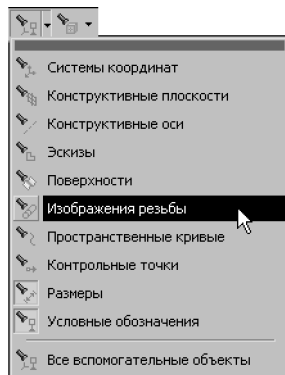 Системы координат
Конструктивные плоскости
Конструктивные оси
Эскизы
Поверхности
Изображения резьбы
Пространственные кривые
Контрольные точки
Размеры
Условные обозначения
Все вспомогательные объекты